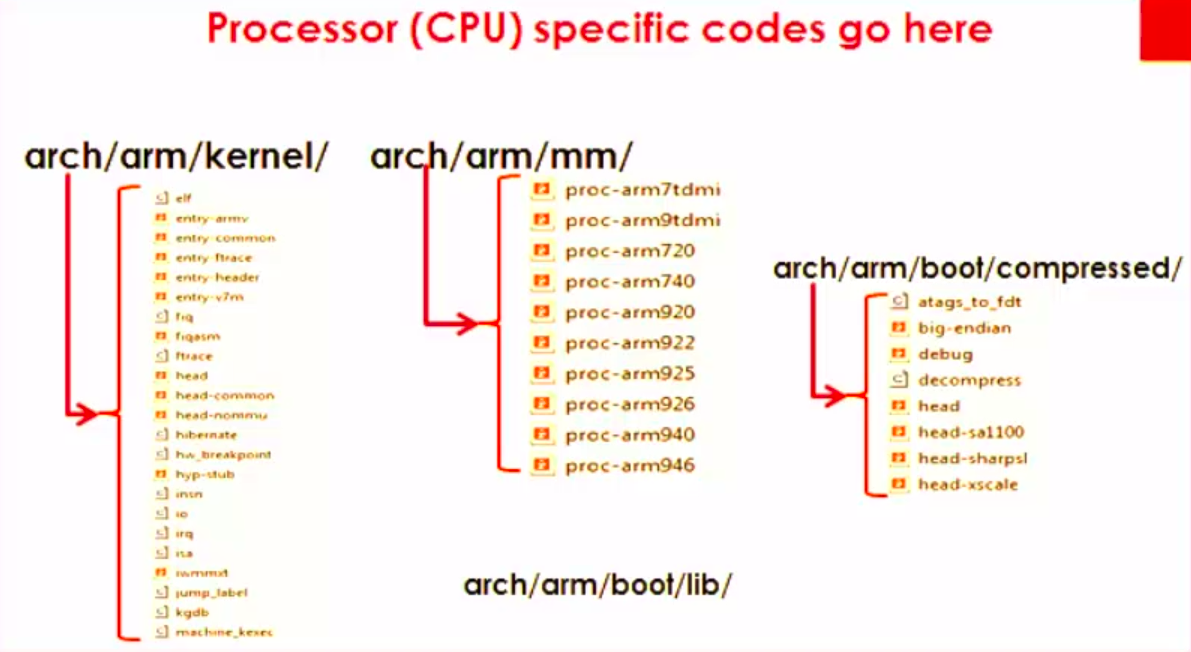 Processor (CPU) specific codes go here
arch/arm/kernel/
elf
entry-armv
entry-common
entry-ftrace
entry-header
entry-v7m
fiq
fiqasm
ftrace
head
head-common
head-nommu
hibernate
hw_breakpoint
hyp-stub
insn
io
irq
isa
iwmmxt
jump_label
kgdb
machine_kexec
arch/arm/mm/
proc-arm7tdmi
proc-arm9tdmi
proc-arm720
proc-arm740
proc-arm920
proc-arm922
proc-arm925
proc-arm926
proc-arm940
proc-arm946
arch/arm/boot/compressed/
atags_to_fdt
big-endian
debug
decompress
head
head-sa1100
head-sharpsl
head-xscale
arch/arm/boot/lib/